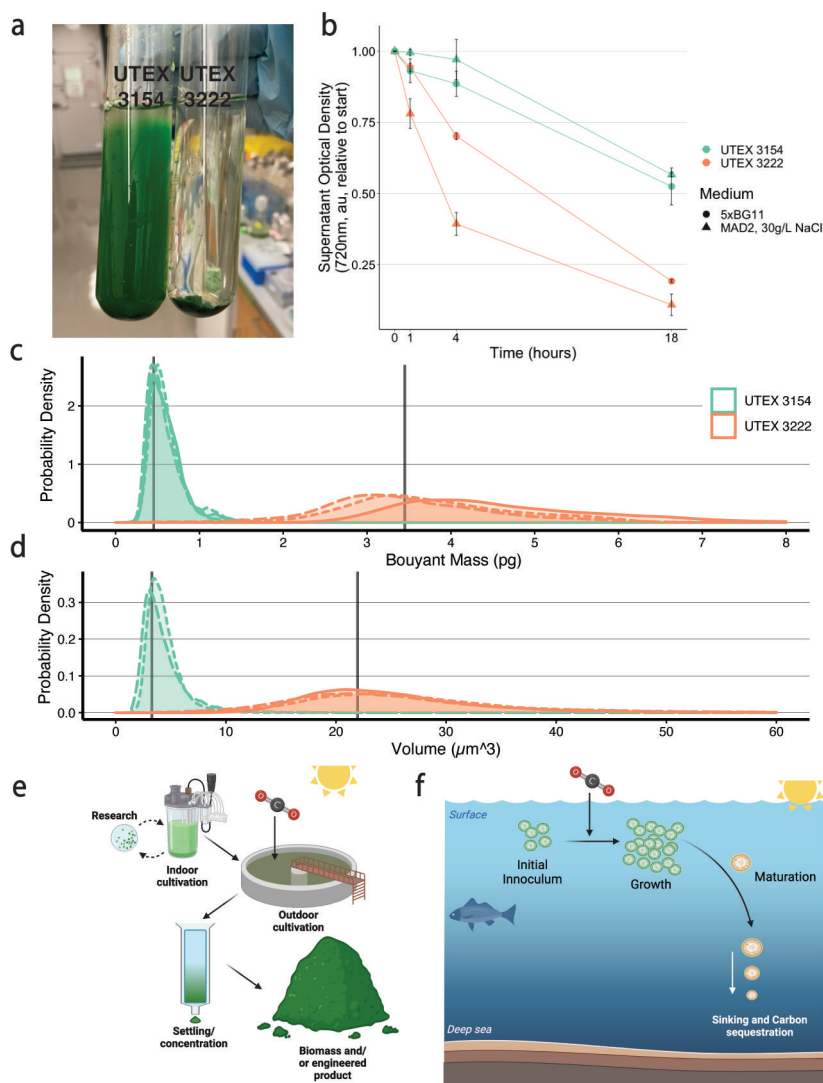 a
UTEX UTEX
3154 3222
b
Supernatant Optical Density
(720nm, au, relative to start)
1.00
0.75
0.50
0.25
0 1 4 18
Time (hours)
UTEX 3154
UTEX 3222
Medium
5xBG11
MAD2, 30g/L NaCl
c
Probability Density
2
1
0
0 1 2 3 4 5 6 7 8
Bouyant Mass (pg)
UTEX 3154
UTEX 3222
d
Probability Density
0.3
0.2
0.1
0.0
0 10 20 30 40 50 60
Volume (µm^3)
e
Research
Indoor
cultivation
O C O
Outdoor
cultivation
Settling/
concentration
Biomass and/
or engineered
product
f
O C O
Surface
Initial
Innoculum
Growth
Maturation
Sinking and Carbon
sequestration
Deep sea